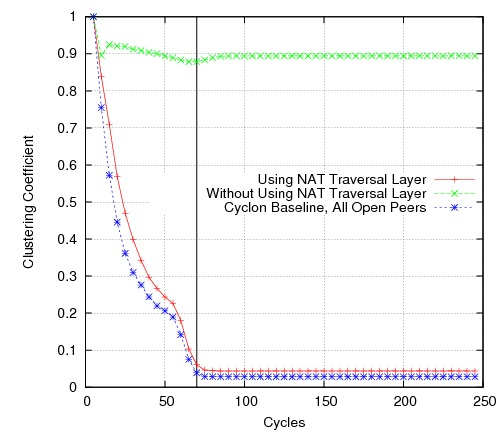 1
0.9
0.8
0.7
0.6
0.5
0.4
0.3
0.2
0.1
0
Clustering Coefficient
Using NAT Traversal Layer
Without Using NAT Traversal Layer
Cyclon Baseline, All Open Peers
0 50 100 150 200 250
Cycles